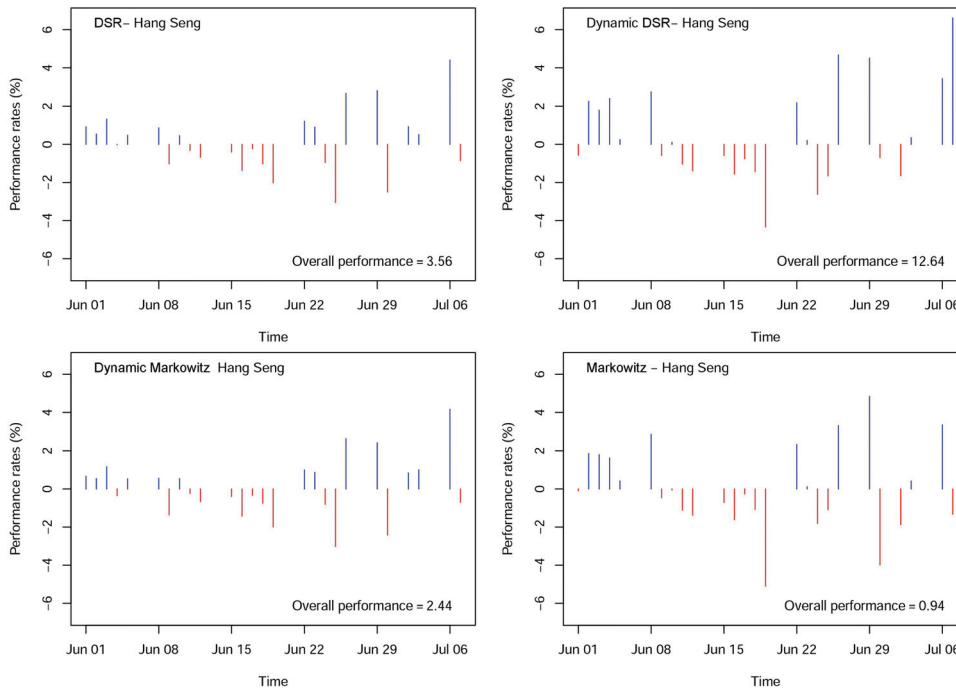 DSR– Hang Seng
Performance rates (%)
6
4
2
0
−2
−4
−6
Overall performance = 3.56
Jun 01
Jun 08
Jun 15
Jun 22
Jun 29
Jul 06
Time
Dynamic DSR– Hang Seng
Performance rates (%)
6
4
2
0
−2
−4
−6
Overall performance = 12.64
Jun 01
Jun 08
Jun 15
Jun 22
Jun 29
Jul 06
Time
Dynamic Markowitz Hang Seng
Performance rates (%)
6
4
2
0
−2
−4
−6
Overall performance = 2.44
Jun 01
Jun 08
Jun 15
Jun 22
Jun 29
Jul 06
Time
Markowitz – Hang Seng
Performance rates (%)
6
4
2
0
−2
−4
−6
Overall performance = 0.94
Jun 01
Jun 08
Jun 15
Jun 22
Jun 29
Jul 06
Time